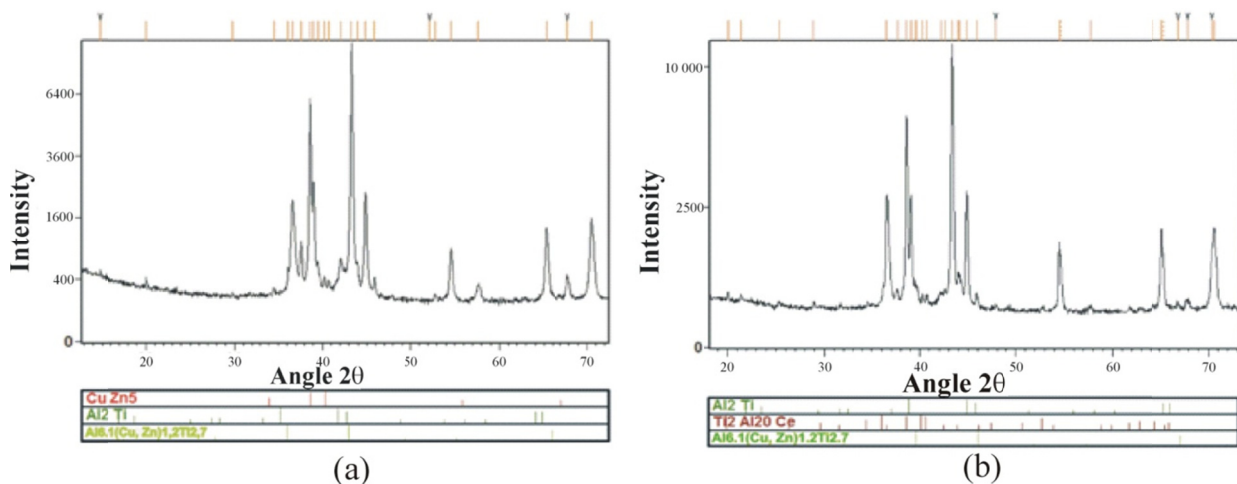 6400
3600
1600
400
0
Intensity
20
30
40
50
60
70
Angle 2θ
Cu Zn5
Al2 Ti
Al6.1(Cu, Zn)1,2Ti2,7
(a)
10 000
2500
0
Intensity
20
30
40
50
60
70
Angle 2θ
Al2 Ti
Ti2 Al20 Ce
Al6.1(Cu, Zn)1.2Ti2.7
(b)